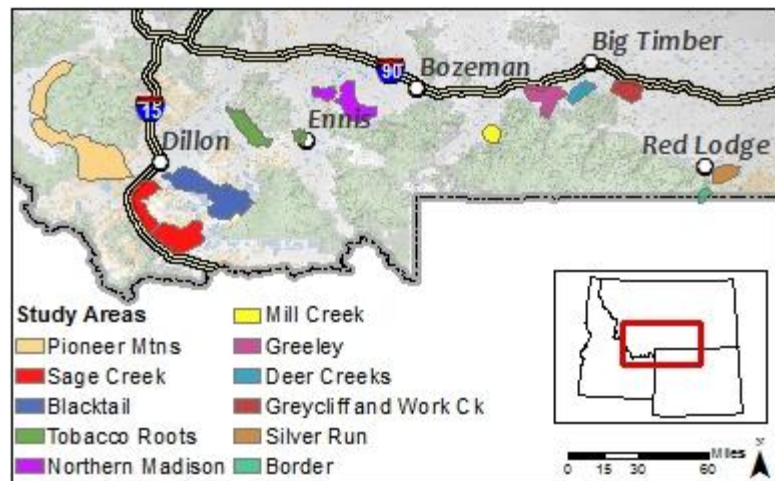 Big Timber
90
Bozeman
15
Ennis
Dillon
Red Lodge
Study Areas
Pioneer Mtns
Sage Creek
Blacktail
Tobacco Roots
Northern Madison
Mill Creek
Greeley
Deer Creeks
Greycliff and Work Ck
Silver Run
Border
Miles
0 15 30 60